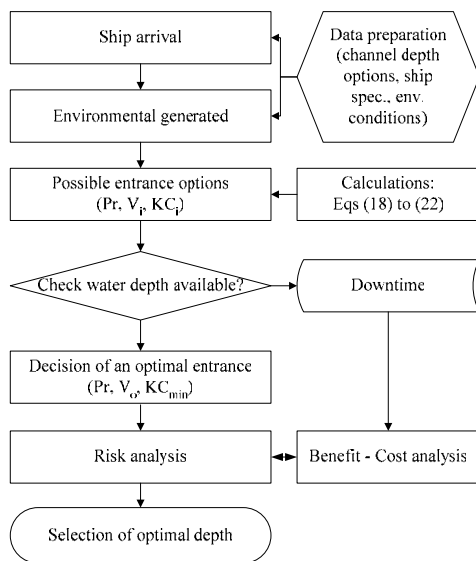 Ship arrival
Data preparation
(channel depth
options, ship
spec., env.
conditions)
Environmental generated
Possible entrance options
(Pr, Vi, KCi)
Calculations:
Eqs (18) to (22)
Check water depth available?
Downtime
Decision of an optimal entrance
(Pr, Vo, KCmin)
Risk analysis
Benefit - Cost analysis
Selection of optimal depth